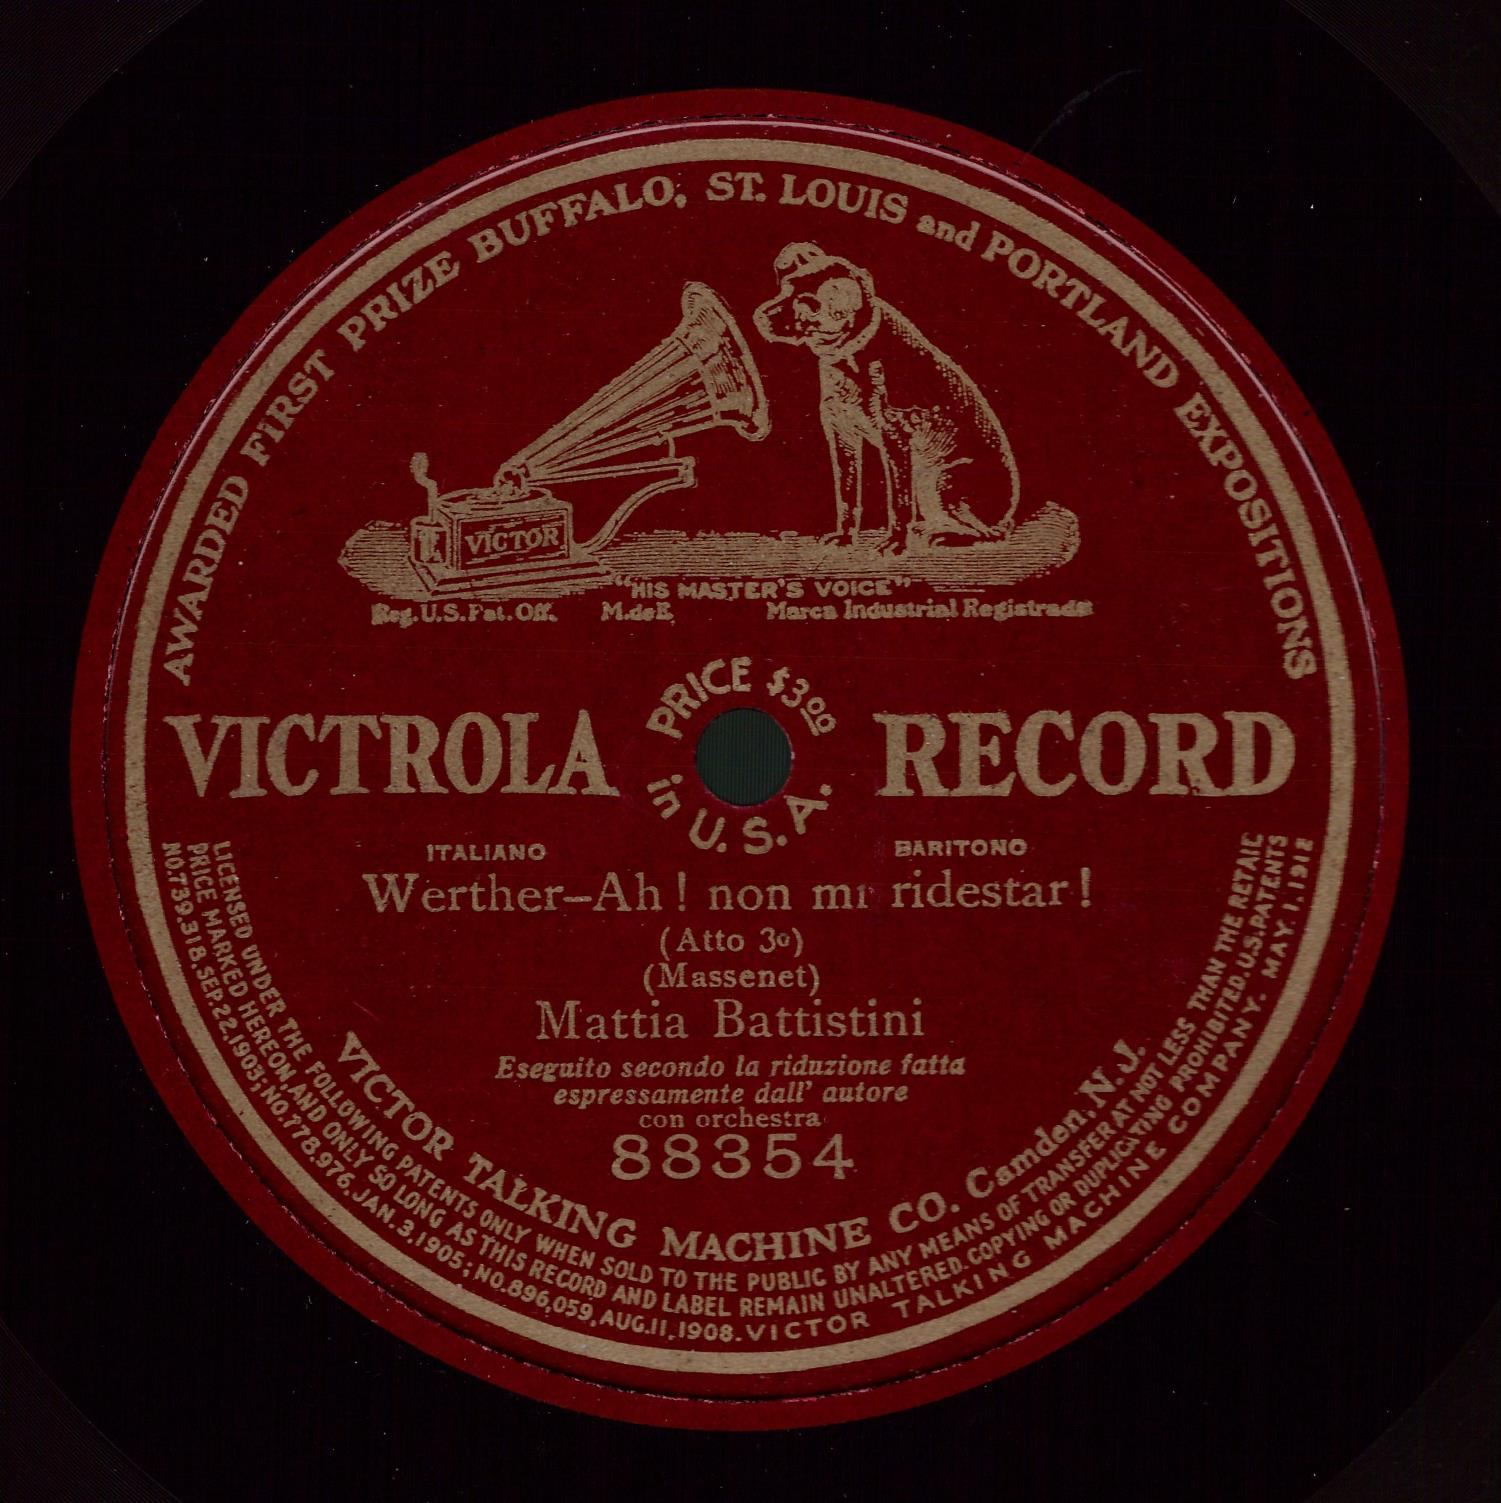 AWARDED FIRST PRIZE BUFFALO, ST. LOUIS and PORTLAND EXPOSITIONS
VICTOR
"HIS MASTER'S VOICE"
Reg. U.S. Pat. Off. M. de F. Marca Industrial Registrada
PRICE $3.00
VICTROLA RECORD
in U.S.A.
ITALIANO BARITONO
Werther–Ah! non mi ridestar!
(Atto 3o)
(Massenet)
Mattia Battistini
Eseguito secondo la riduzione fatta
espressamente dall' autore
con orchestra
88354
VICTOR TALKING MACHINE CO. Camden, N.J.
LICENSED UNDER THE FOLLOWING PATENTS ONLY WHEN SOLD TO THE PUBLIC BY ANY MEANS OF TRANSFER AT NOT LESS THAN THE RETAIL
PRICE MARKED HEREON, AND ONLY SO LONG AS THIS RECORD AND LABEL REMAIN UNALTERED. COPYING OR DUPLICATING PROHIBITED. U.S. PATENTS
NO. 739,318, SEP. 22, 1903; NO. 778,976, JAN. 3, 1905; NO. 896,059, AUG. 11, 1908. VICTOR TALKING MACHINE COMPANY. MAY. 1. 1912